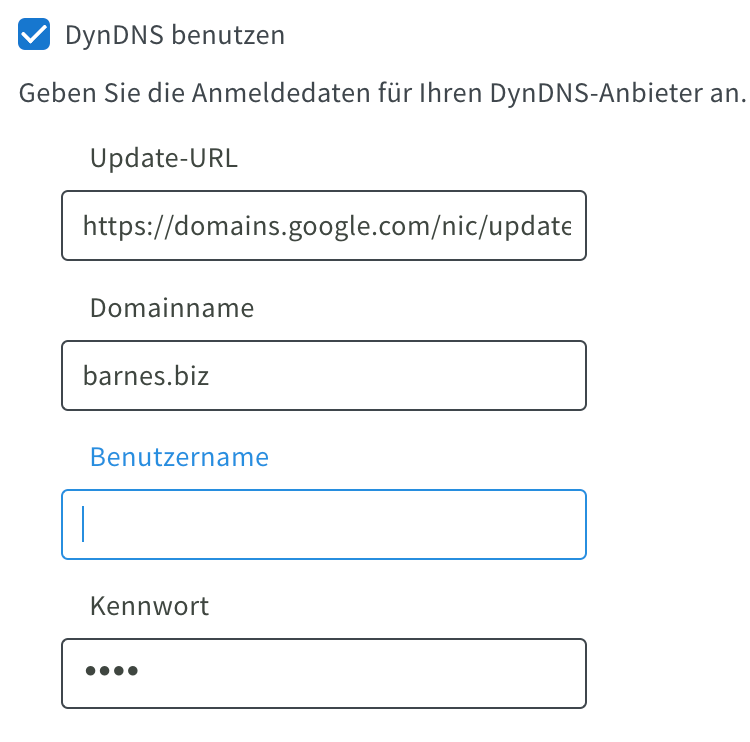 DynDNS benutzen
Geben Sie die Anmeldedaten für Ihren DynDNS-Anbieter an.
Update-URL
https://domains.google.com/nic/update
Domainname
barnes.biz
Benutzername
Kennwort
••••